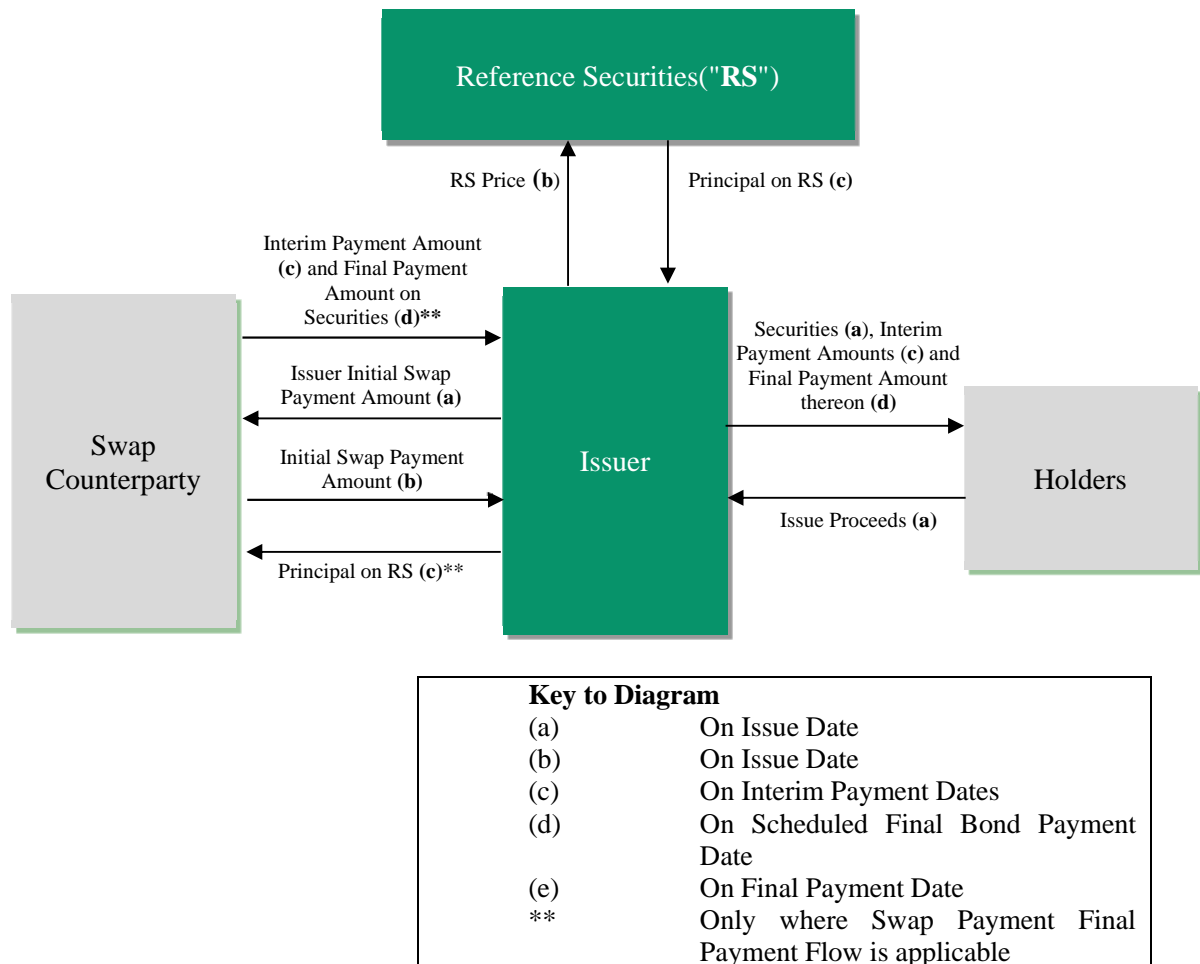 Reference Securities("RS")
RS Price (b)
Principal on RS (c)
Interim Payment Amount
(c) and Final Payment
Amount on
Securities (d)**
Issuer Initial Swap
Payment Amount (a)
Initial Swap Payment
Amount (b)
Principal on RS (c)**
Swap
Counterparty
Issuer
Securities (a), Interim
Payment Amounts (c) and
Final Payment Amount
thereon (d)
Issue Proceeds (a)
Holders
Key to Diagram
(a) On Issue Date
(b) On Issue Date
(c) On Interim Payment Dates
(d) On Scheduled Final Bond Payment
Date
(e) On Final Payment Date
** Only where Swap Payment Final
Payment Flow is applicable